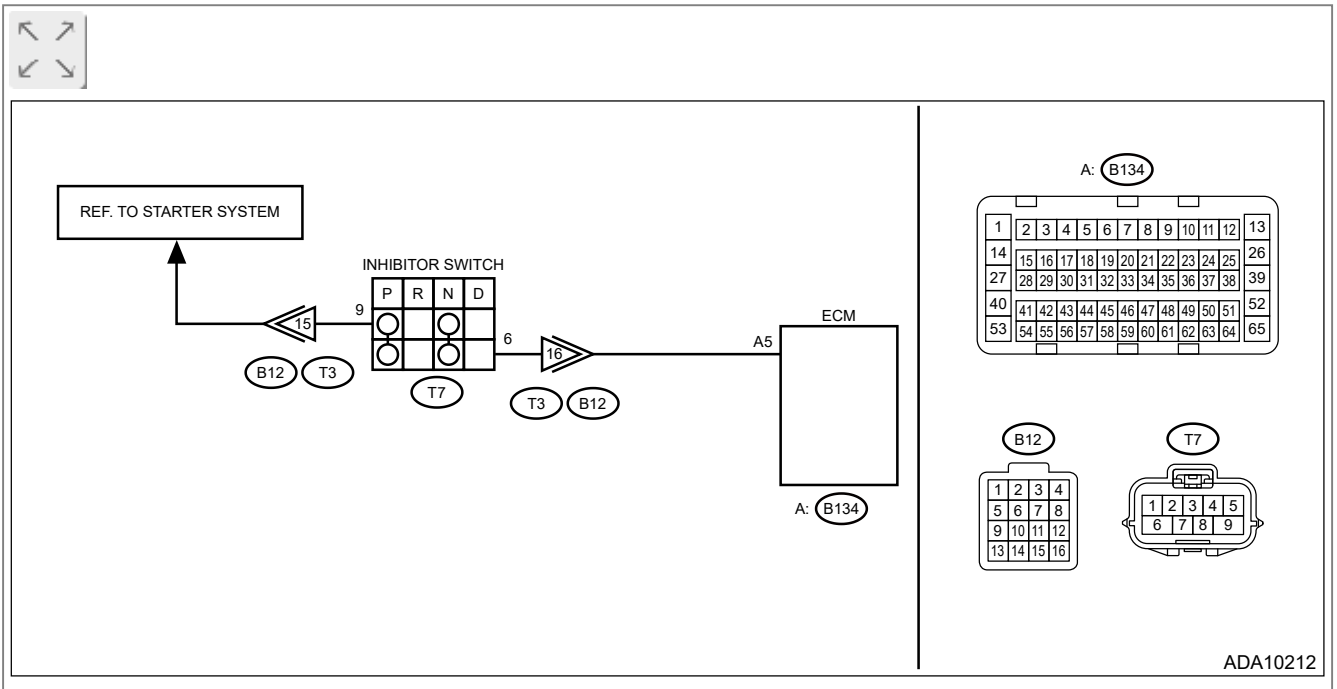 REF. TO STARTER SYSTEM
INHIBITOR SWITCH
P R N D
9
15
6
16
B12 T3
T7
T3 B12
A5
ECM
A: B134
A: B134
1 2 3 4 5 6 7 8 9 10 11 12 13
14 15 16 17 18 19 20 21 22 23 24 25 26
27 28 29 30 31 32 33 34 35 36 37 38 39
40 41 42 43 44 45 46 47 48 49 50 51 52
53 54 55 56 57 58 59 60 61 62 63 64 65
B12
1 2 3 4
5 6 7 8
9 10 11 12
13 14 15 16
T7
1 2 3 4 5
6 7 8 9
ADA10212